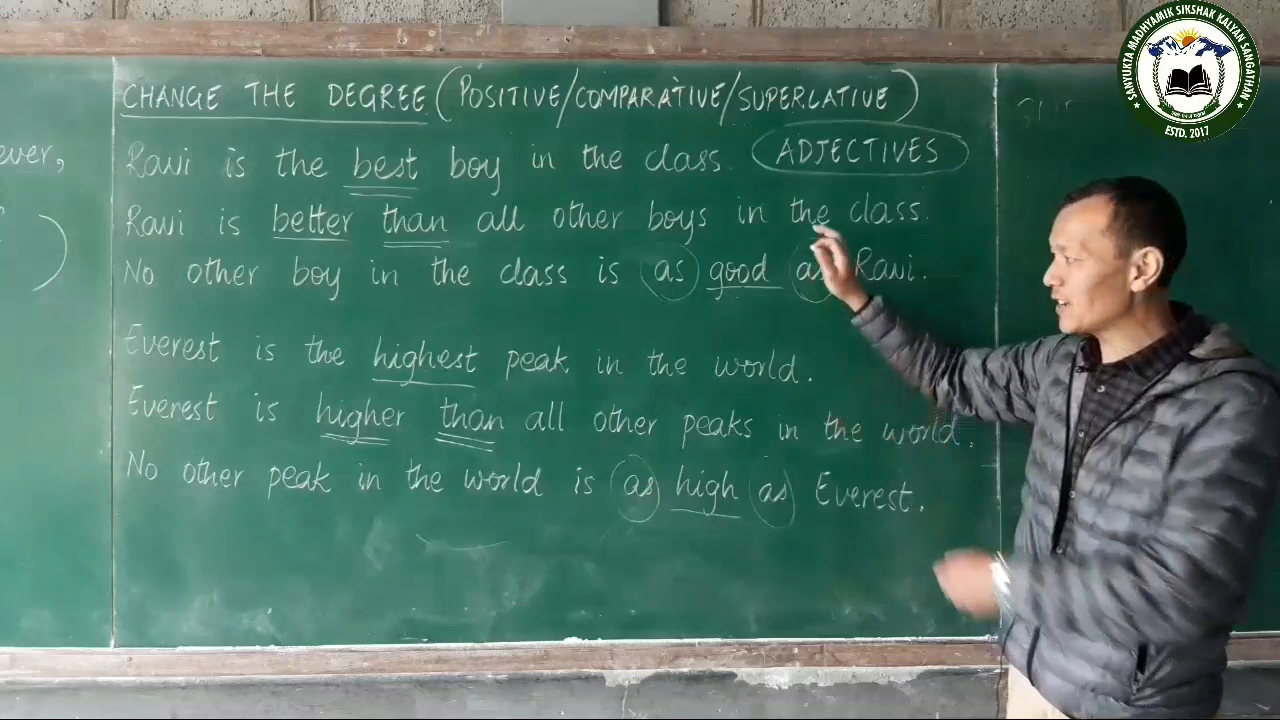 CHANGE THE DEGREE (POSITIVE/COMPARATIVE/SUPERLATIVE)
Ravi is the best boy in the class. ADJECTIVES
ever,
Ravi is better than all other boys in the class.
No other boy in the class is as good as Ravi.
Everest is the highest peak in the world.
Everest is higher than all other peaks in the world.
No other peak in the world is as high as Everest.
SANYUKTA MADHYAMIK SIKSHAK KALYAN SANGATHAN
ESTD. 2017